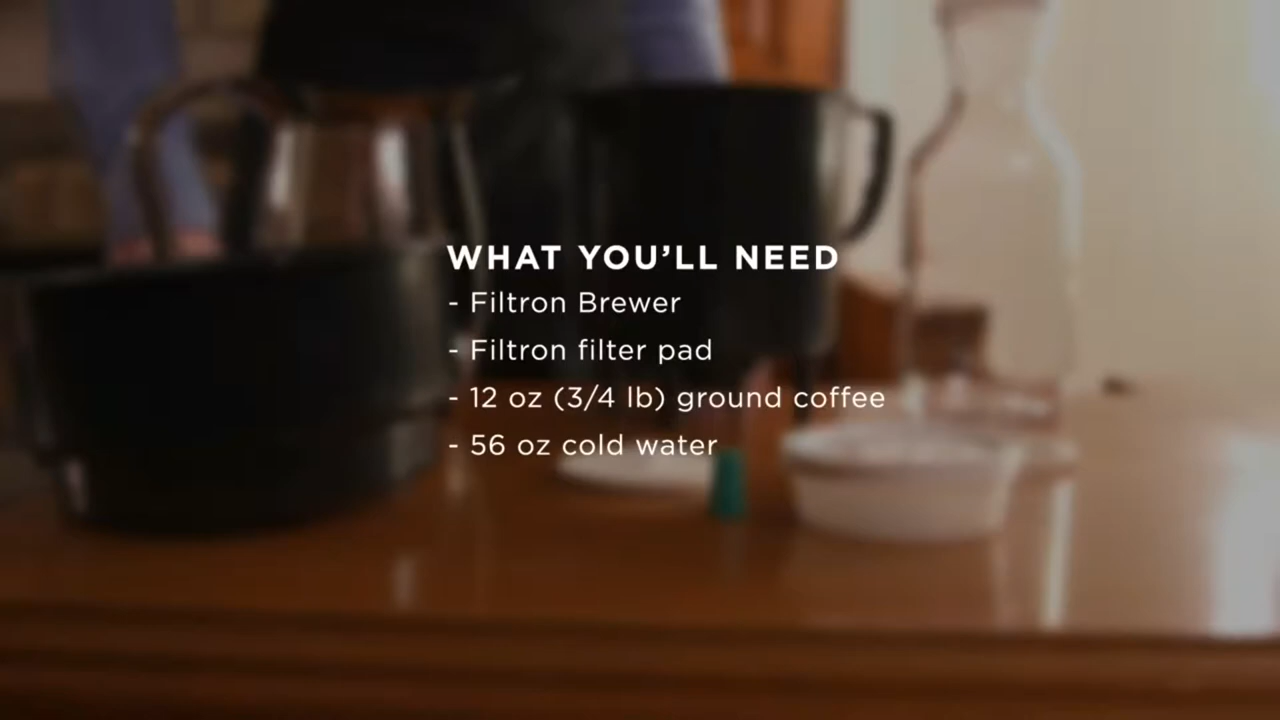 WHAT YOU’LL NEED
- Filtron Brewer
- Filtron filter pad
- 12 oz (3/4 lb) ground coffee
- 56 oz cold water